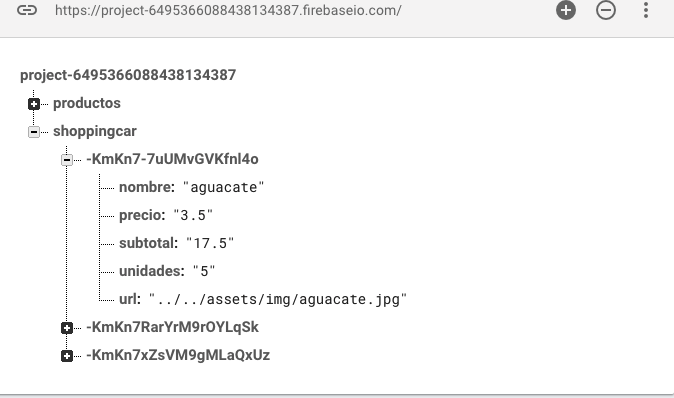 https://project-6495366088438134387.firebaseio.com/
project-6495366088438134387
productos
shoppingcar
-KmKn7-7uUMvGVKfnl4o
nombre: "aguacate"
precio: "3.5"
subtotal: "17.5"
unidades: "5"
url: "../../assets/img/aguacate.jpg"
-KmKn7RarYrM9rOYLqSk
-KmKn7xZsVM9gMLaQxUz